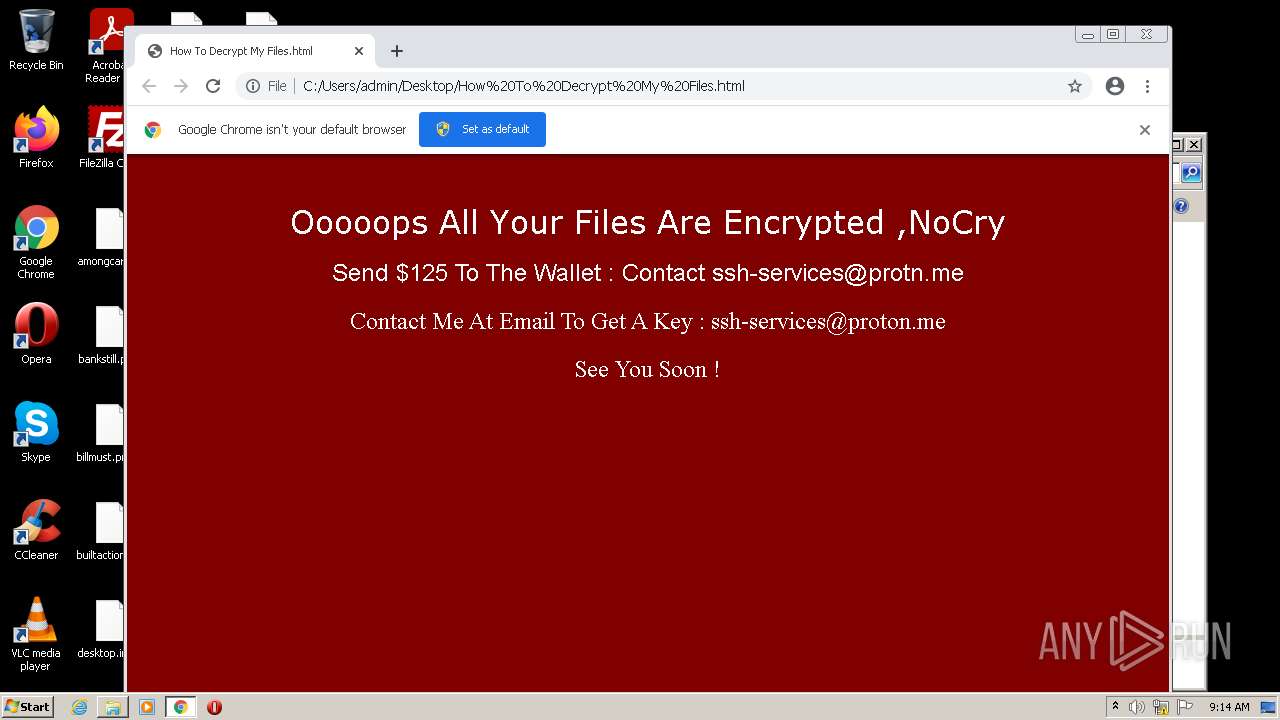 Recycle Bin
Acroba
Reader
Firefox
FileZilla C
Google
Chrome
amongcar
Opera
bankstill.p
Skype
billmust.p
CCleaner
builtaction
VLC media
player
desktop.i
How To Decrypt My Files.html
File
C:/Users/admin/Desktop/How%20To%20Decrypt%20My%20Files.html
Google Chrome isn't your default browser
Set as default
Ooooops All Your Files Are Encrypted ,NoCry
Send $125 To The Wallet : Contact ssh-services@protn.me
Contact Me At Email To Get A Key : ssh-services@proton.me
See You Soon !
ANY RUN
Start
9:14 AM